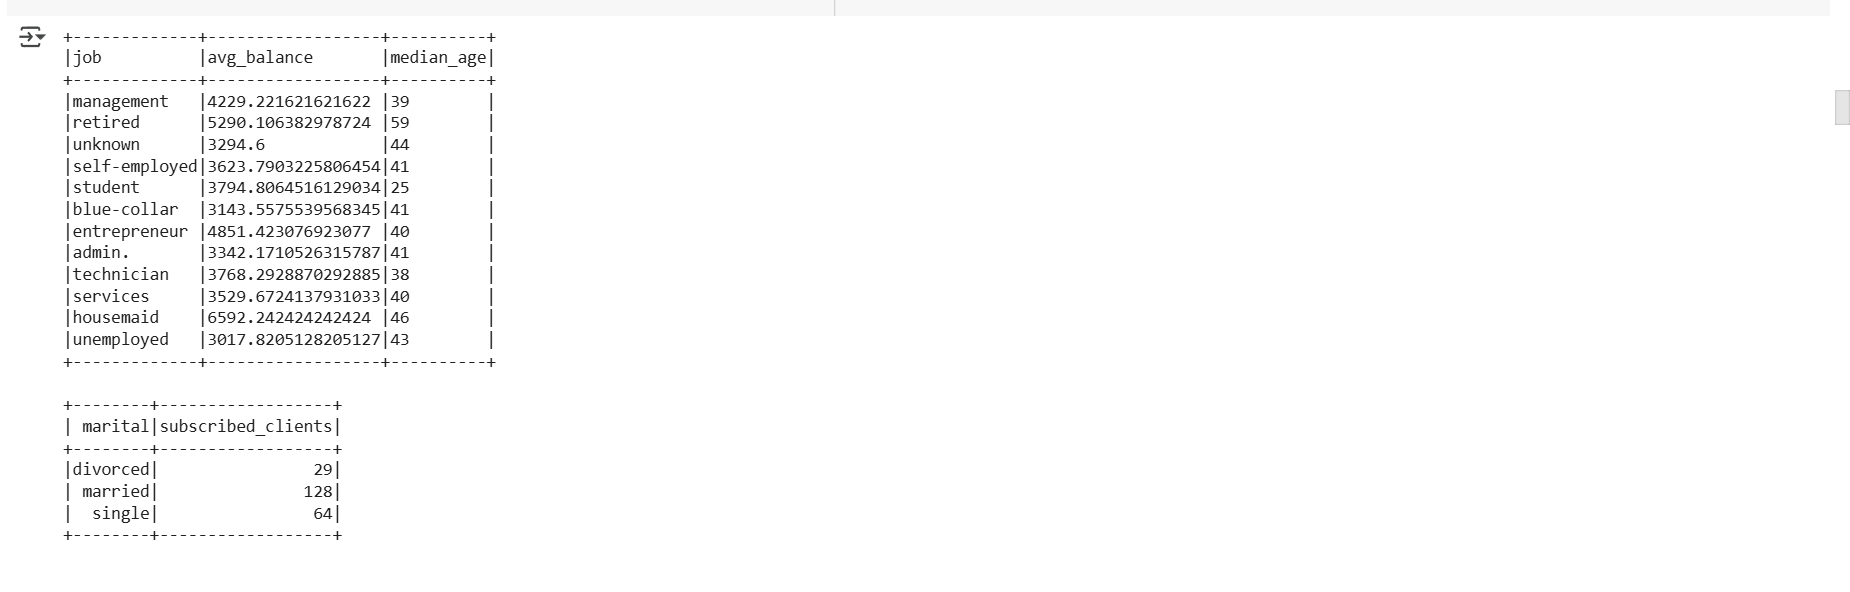 +-------------+------------------+----------+
|job          |avg_balance       |median_age|
+-------------+------------------+----------+
|management   |4229.221621621622 |39        |
|retired      |5290.106382978724 |59        |
|unknown      |3294.6            |44        |
|self-employed|3623.7903225806454|41        |
|student      |3794.8064516129034|25        |
|blue-collar  |3143.5575539568345|41        |
|entrepreneur |4851.423076923077 |40        |
|admin.       |3342.1710526315787|41        |
|technician   |3768.2928870292885|38        |
|services     |3529.6724137931033|40        |
|housemaid    |6592.242424242424 |46        |
|unemployed   |3017.8205128205127|43        |
+-------------+------------------+----------+

+--------+------------------+
| marital|subscribed_clients|
+--------+------------------+
|divorced|                29|
| married|               128|
|  single|                64|
+--------+------------------+